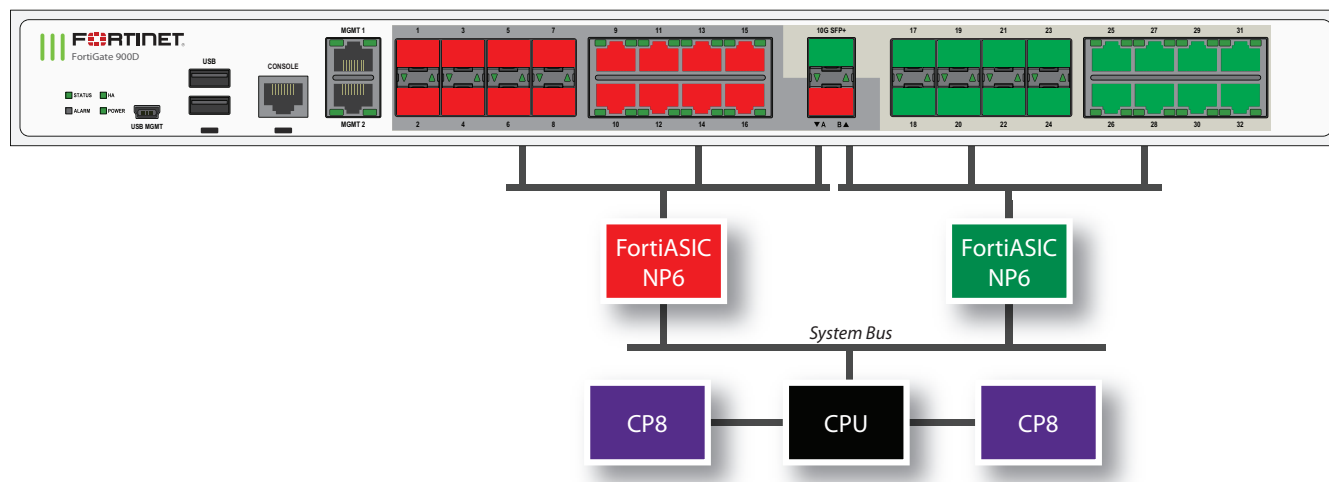 FORTINET
FortiGate 900D
STATUS HA
ALARM POWER
USB MGMT
USB
CONSOLE
MGMT 1
MGMT 2
1 3 5 7
2 4 6 8
9 11 13 15
10 12 14 16
10G SFP+
▼A B▲
17 19 21 23
18 20 22 24
25 27 29 31
26 28 30 32
FortiASIC
NP6
FortiASIC
NP6
System Bus
CP8
CPU
CP8